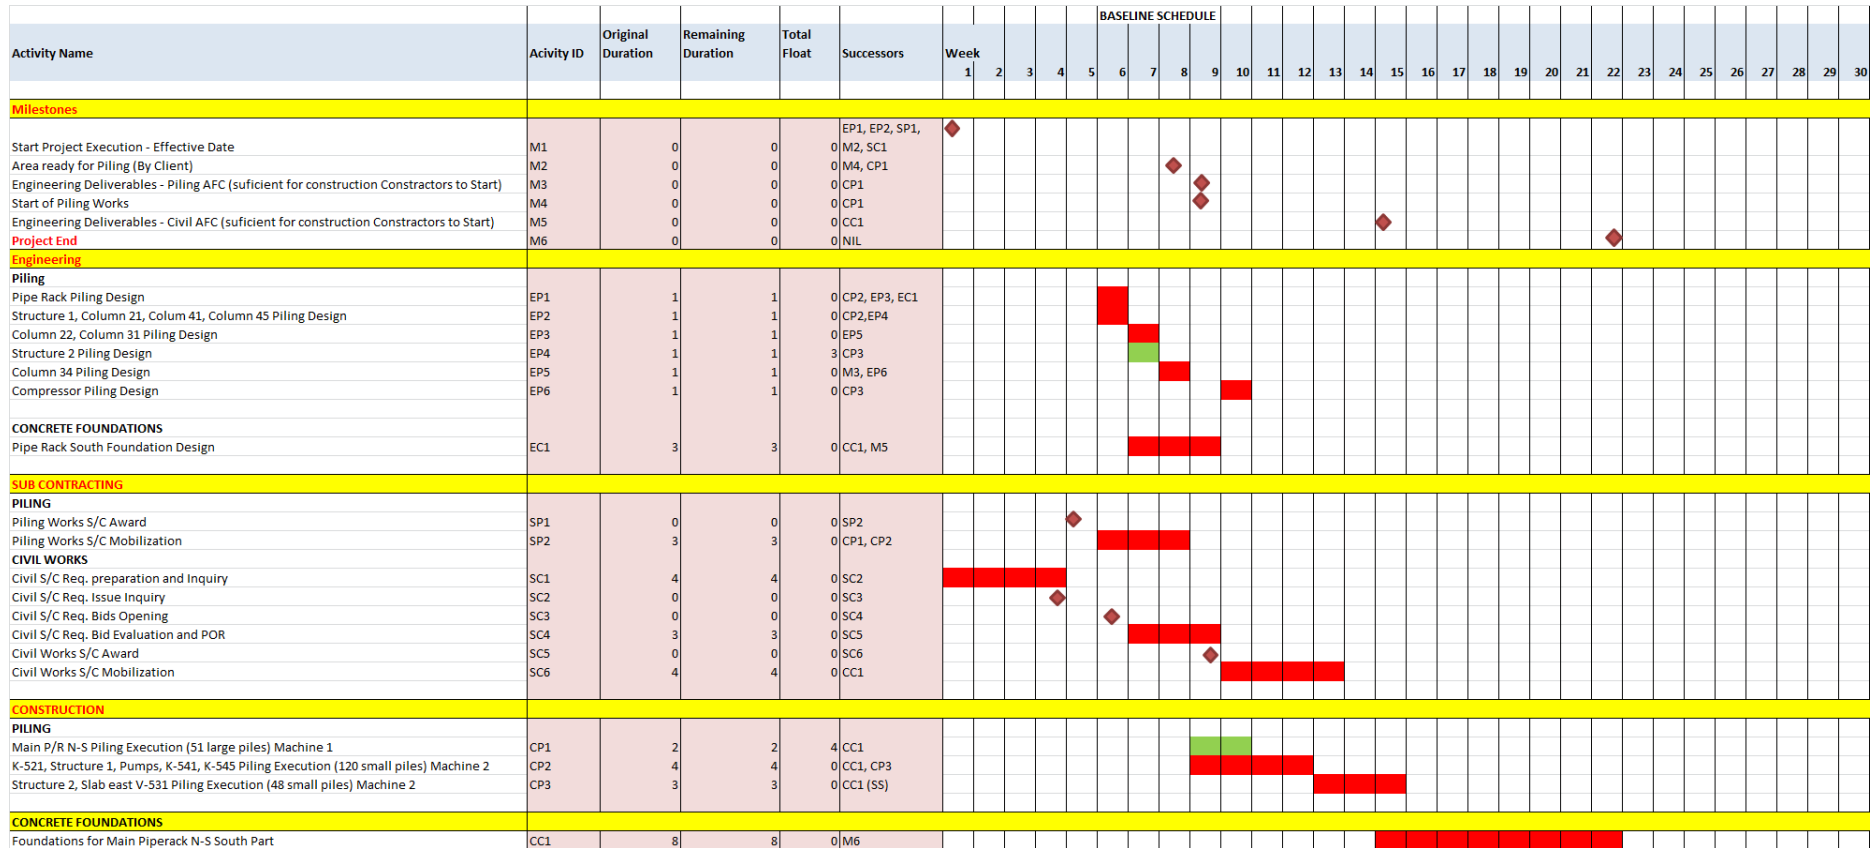 BASELINE SCHEDULE
Original Remaining Total
Activity Name Acivity ID Duration Duration Float Successors Week
1 2 3 4 5 6 7 8 9 10 11 12 13 14 15 16 17 18 19 20 21 22 23 24 25 26 27 28 29 30
Milestones
EP1, EP2, SP1,
Start Project Execution - Effective Date M1 0 0 0 M2, SC1
Area ready for Piling (By Client) M2 0 0 0 M4, CP1
Engineering Deliverables - Piling AFC (suficient for construction Constractors to Start) M3 0 0 0 CP1
Start of Piling Works M4 0 0 0 CP1
Engineering Deliverables - Civil AFC (suficient for construction Constractors to Start) M5 0 0 0 CC1
Project End M6 0 0 0 NIL
Engineering
Piling
Pipe Rack Piling Design EP1 1 1 0 CP2, EP3, EC1
Structure 1, Column 21, Colum 41, Column 45 Piling Design EP2 1 1 0 CP2,EP4
Column 22, Column 31 Piling Design EP3 1 1 0 EP5
Structure 2 Piling Design EP4 1 1 3 CP3
Column 34 Piling Design EP5 1 1 0 M3, EP6
Compressor Piling Design EP6 1 1 0 CP3
CONCRETE FOUNDATIONS
Pipe Rack South Foundation Design EC1 3 3 0 CC1, M5
SUB CONTRACTING
PILING
Piling Works S/C Award SP1 0 0 0 SP2
Piling Works S/C Mobilization SP2 3 3 0 CP1, CP2
CIVIL WORKS
Civil S/C Req. preparation and Inquiry SC1 4 4 0 SC2
Civil S/C Req. Issue Inquiry SC2 0 0 0 SC3
Civil S/C Req. Bids Opening SC3 0 0 0 SC4
Civil S/C Req. Bid Evaluation and POR SC4 3 3 0 SC5
Civil Works S/C Award SC5 0 0 0 SC6
Civil Works S/C Mobilization SC6 4 4 0 CC1
CONSTRUCTION
PILING
Main P/R N-S Piling Execution (51 large piles) Machine 1 CP1 2 2 4 CC1
K-521, Structure 1, Pumps, K-541, K-545 Piling Execution (120 small piles) Machine 2 CP2 4 4 0 CC1, CP3
Structure 2, Slab east V-531 Piling Execution (48 small piles) Machine 2 CP3 3 3 0 CC1 (SS)
CONCRETE FOUNDATIONS
Foundations for Main Piperack N-S South Part CC1 8 8 0 M6